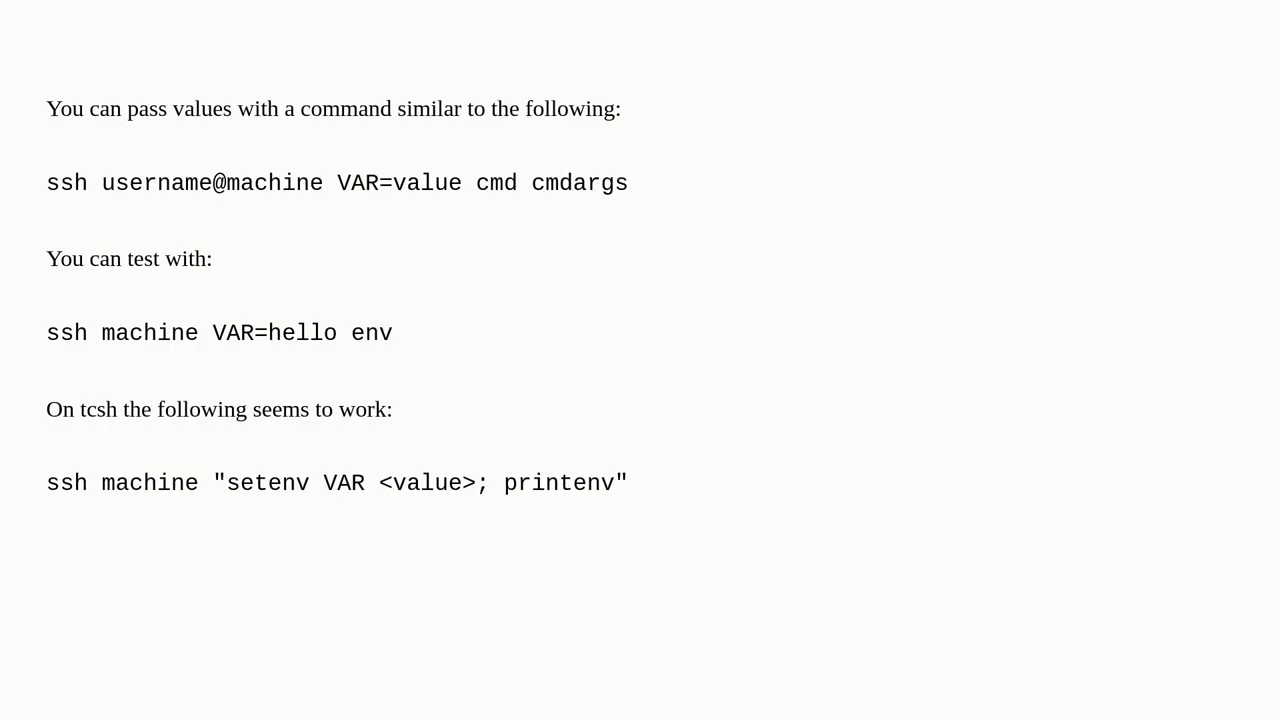 You can pass values with a command similar to the following:
ssh username@machine VAR=value cmd cmdargs
You can test with:
ssh machine VAR=hello env
On tcsh the following seems to work:
ssh machine "setenv VAR <value>; printenv"